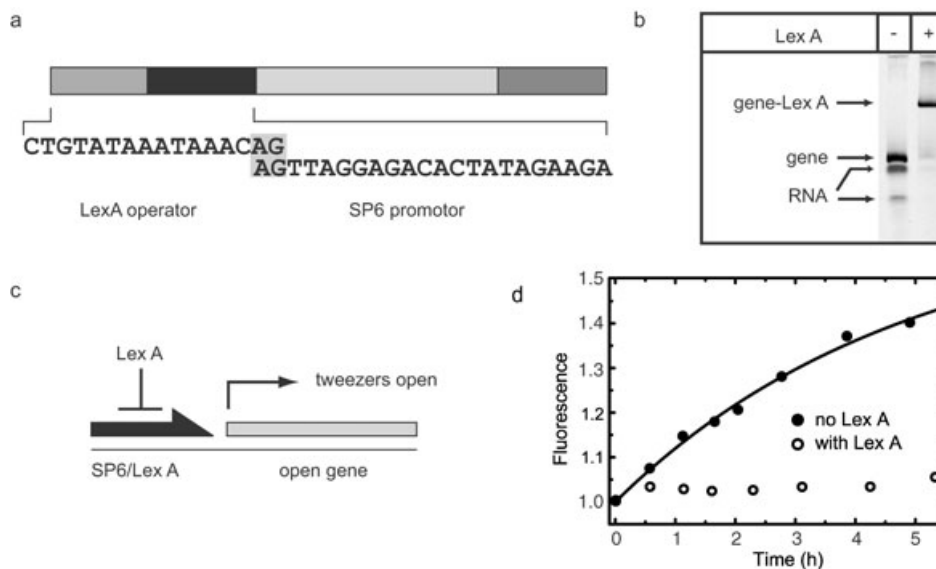 a
CTGTATAAATAAACAG
AGTTAGGAGACACTATAGAAGA
LexA operator
SP6 promotor
b
Lex A
-
+
gene-Lex A
gene
RNA
c
Lex A
tweezers open
SP6/Lex A
open gene
d
1.5
1.4
1.3
1.2
1.1
1.0
Fluorescence
no Lex A
with Lex A
0 1 2 3 4 5
Time (h)